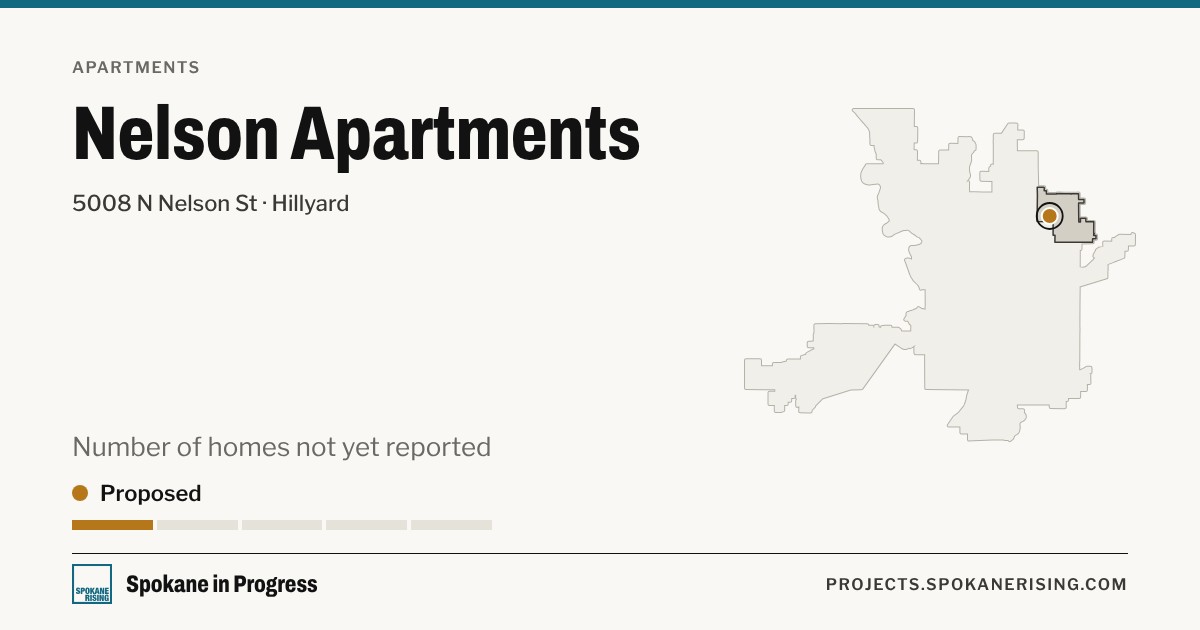 APARTMENTS
Nelson Apartments
5008 N Nelson St · Hillyard
Number of homes not yet reported
Proposed
SPOKANE
RISING
Spokane in Progress
PROJECTS.SPOKANERISING.COM